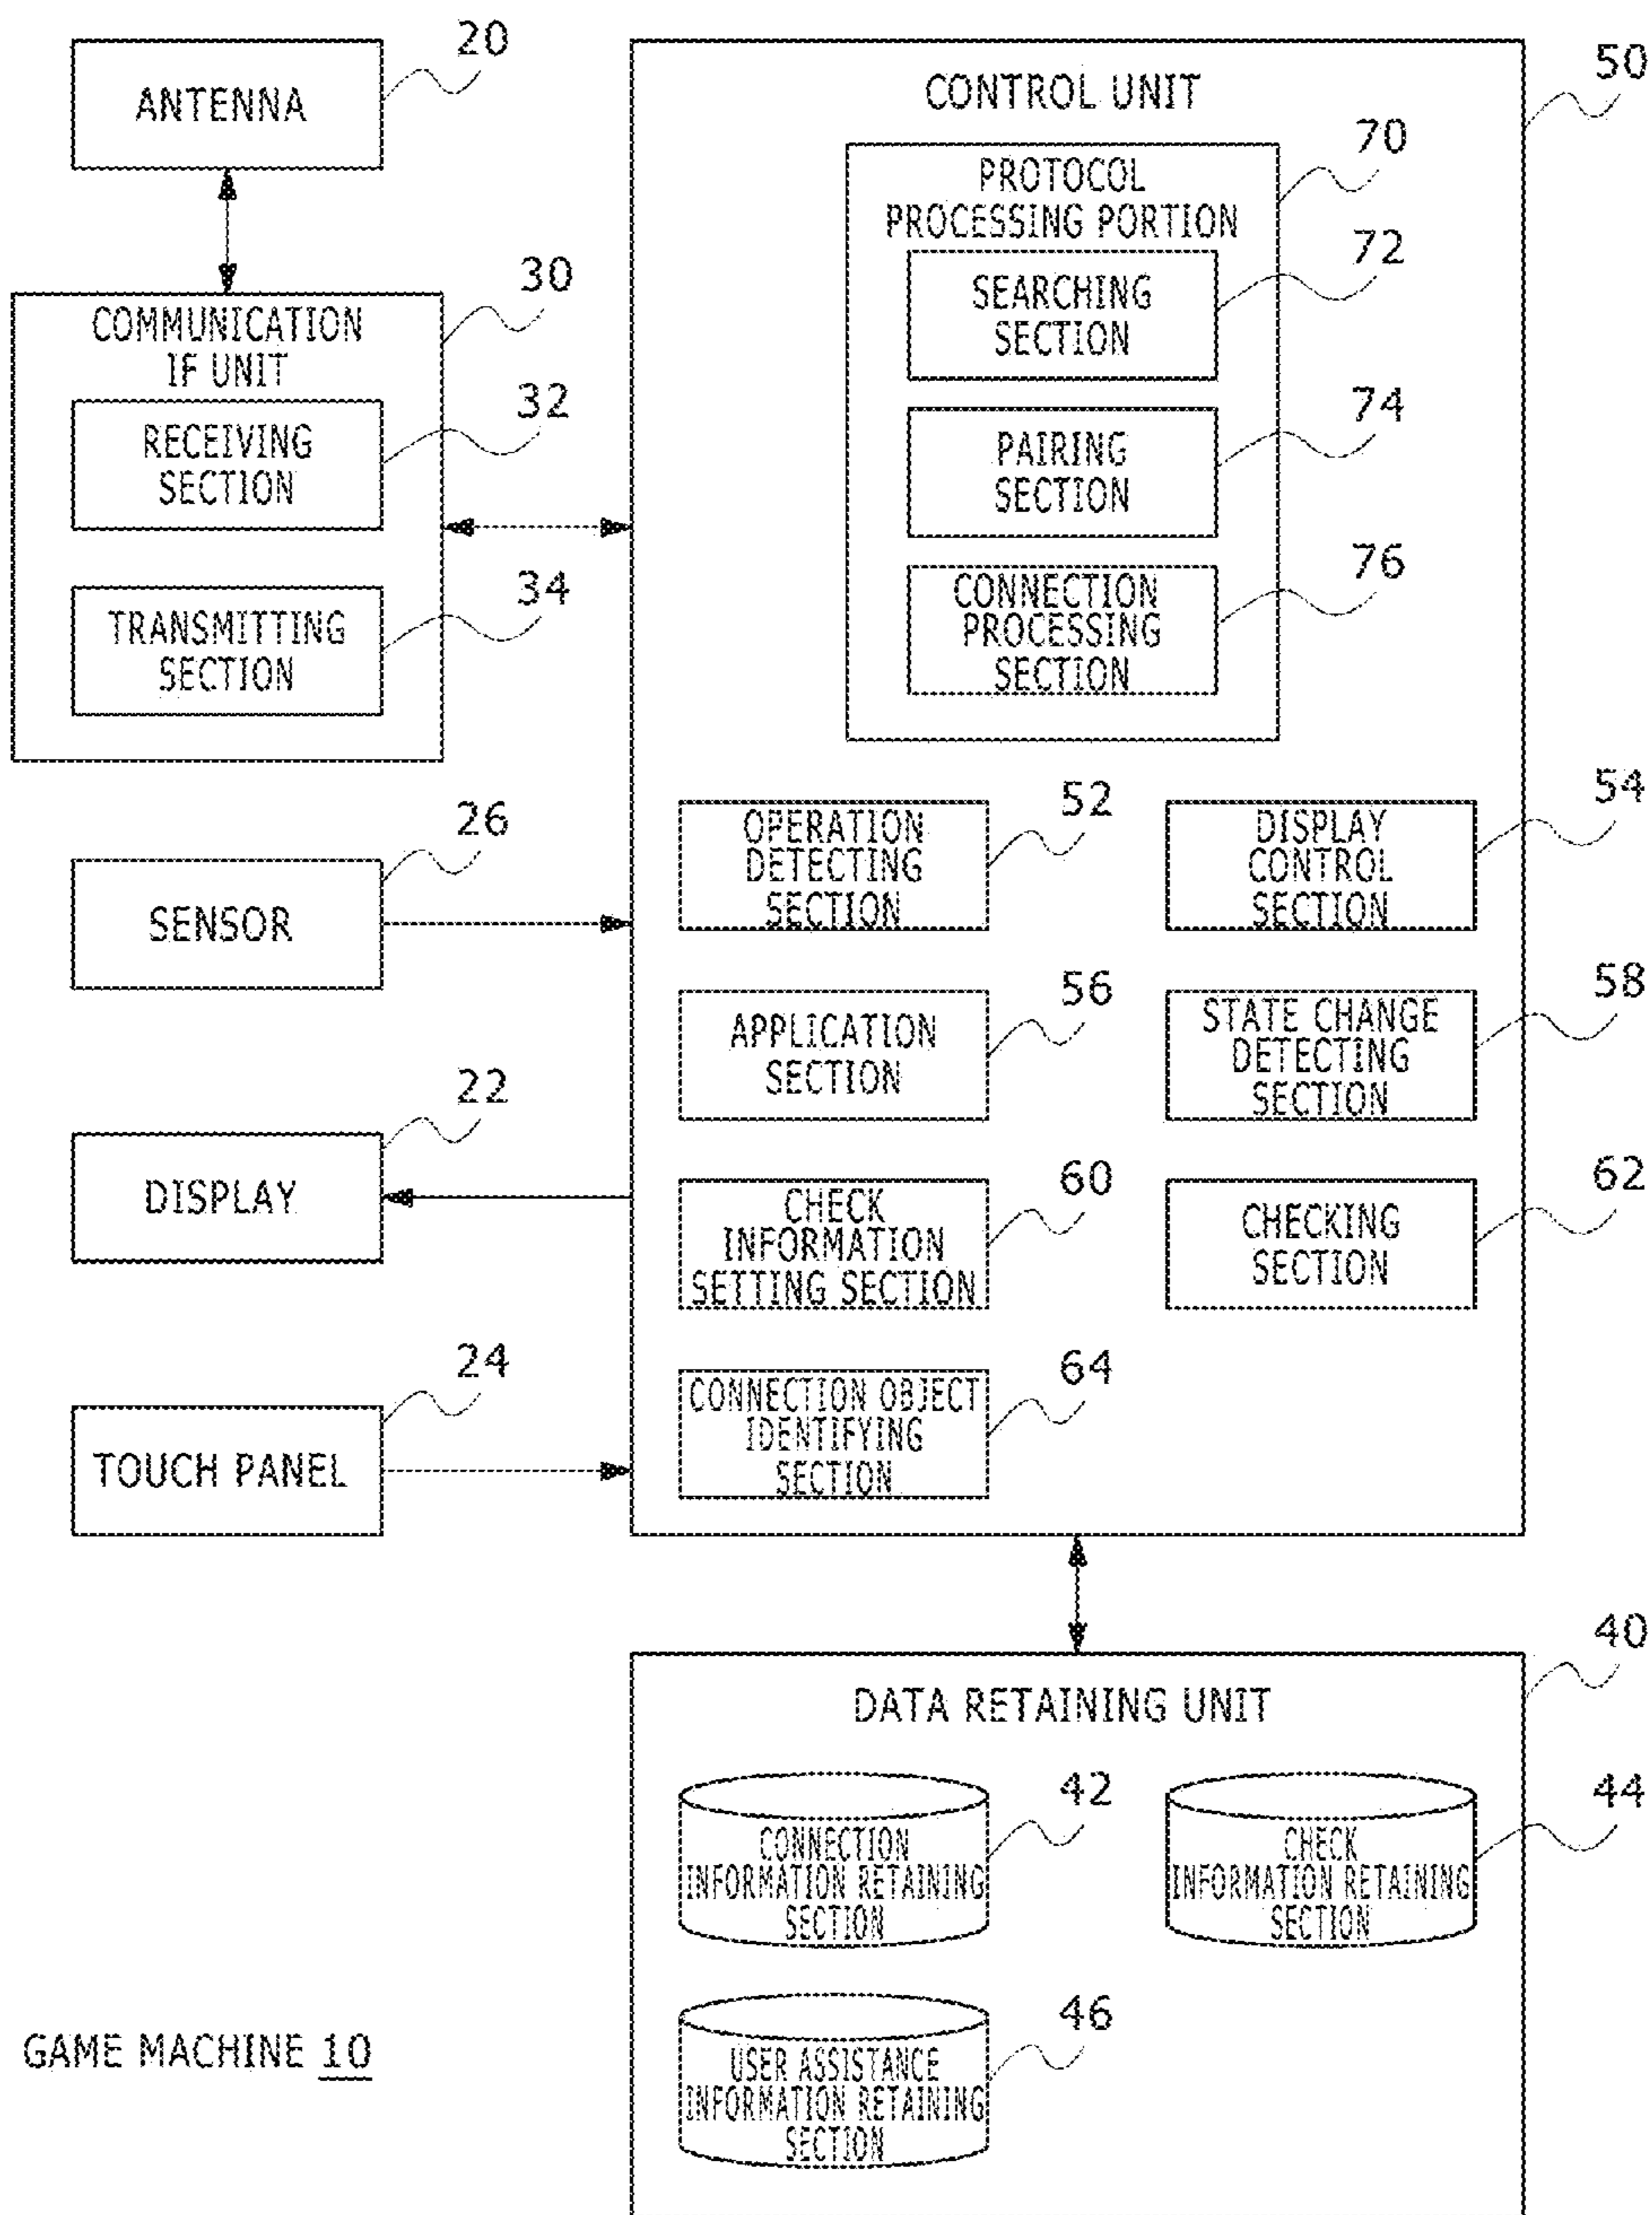 ANTENNA
20
COMMUNICATION
IF UNIT
30
RECEIVING
SECTION
32
TRANSMITTING
SECTION
34
SENSOR
26
DISPLAY
22
TOUCH PANEL
24
CONTROL UNIT
50
PROTOCOL
PROCESSING PORTION
70
SEARCHING
SECTION
72
PAIRING
SECTION
74
CONNECTION
PROCESSING
SECTION
76
OPERATION
DETECTING
SECTION
52
DISPLAY
CONTROL
SECTION
54
APPLICATION
SECTION
56
STATE CHANGE
DETECTING
SECTION
58
CHECK
INFORMATION
SETTING SECTION
60
CHECKING
SECTION
62
CONNECTION OBJECT
IDENTIFYING
SECTION
64
DATA RETAINING UNIT
40
CONNECTION
INFORMATION RETAINING
SECTION
42
CHECK
INFORMATION RETAINING
SECTION
44
USER ASSISTANCE
INFORMATION RETAINING
SECTION
46
GAME MACHINE 10